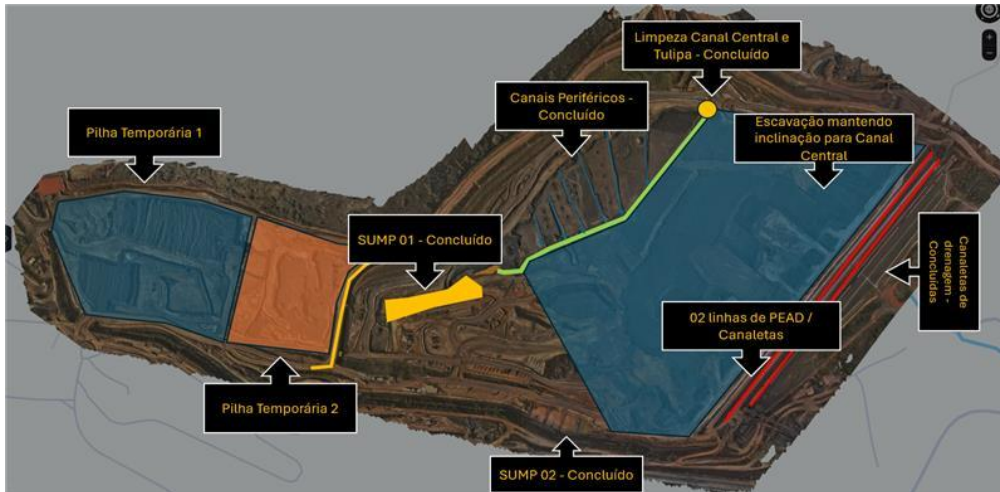 Limpeza Canal Central e
Tulipa - Concluído
Canais Periféricos -
Concluído
Pilha Temporária 1
Escavação mantendo
inclinação para Canal
Central
SUMP 01 - Concluído
Canaletas de
drenagem -
Concluídas
02 linhas de PEAD /
Canaletas
Pilha Temporária 2
SUMP 02 - Concluído